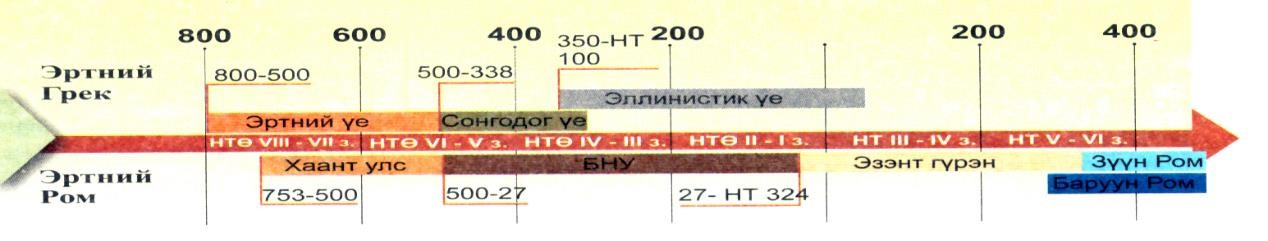 800 600 400 200 200 400
Эртний
Грек
800-500
500-338
350-НТ
100
Эллинистик үе
Эртний үе
Сонгодог үе
НТӨ VIII - VII з. НТӨ VI - V з. НТӨ IV - III з. НТӨ II - I з. НТ III - IV з. НТ V - VI з.
Эртний
Ром
Хаант улс
БНУ
Эзэнт гүрэн
Зүүн Ром
Баруун Ром
753-500
500-27
27- НТ 324